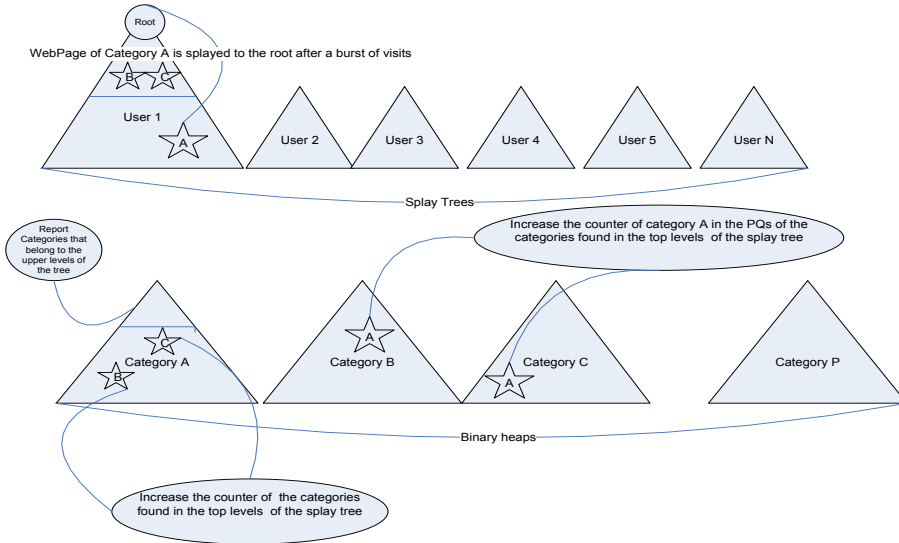 Root
WebPage of Category A is splayed to the root after a burst of visits
B
C
User 1
A
User 2
User 3
User 4
User 5
User N
Splay Trees
Report
Categories that
belong to the
upper levels of
the tree
Increase the counter of category A in the PQs of the
categories found in the top levels of the splay tree
C
Category A
B
A
Category B
Category C
A
Category P
Binary heaps
Increase the counter of the categories
found in the top levels of the splay tree